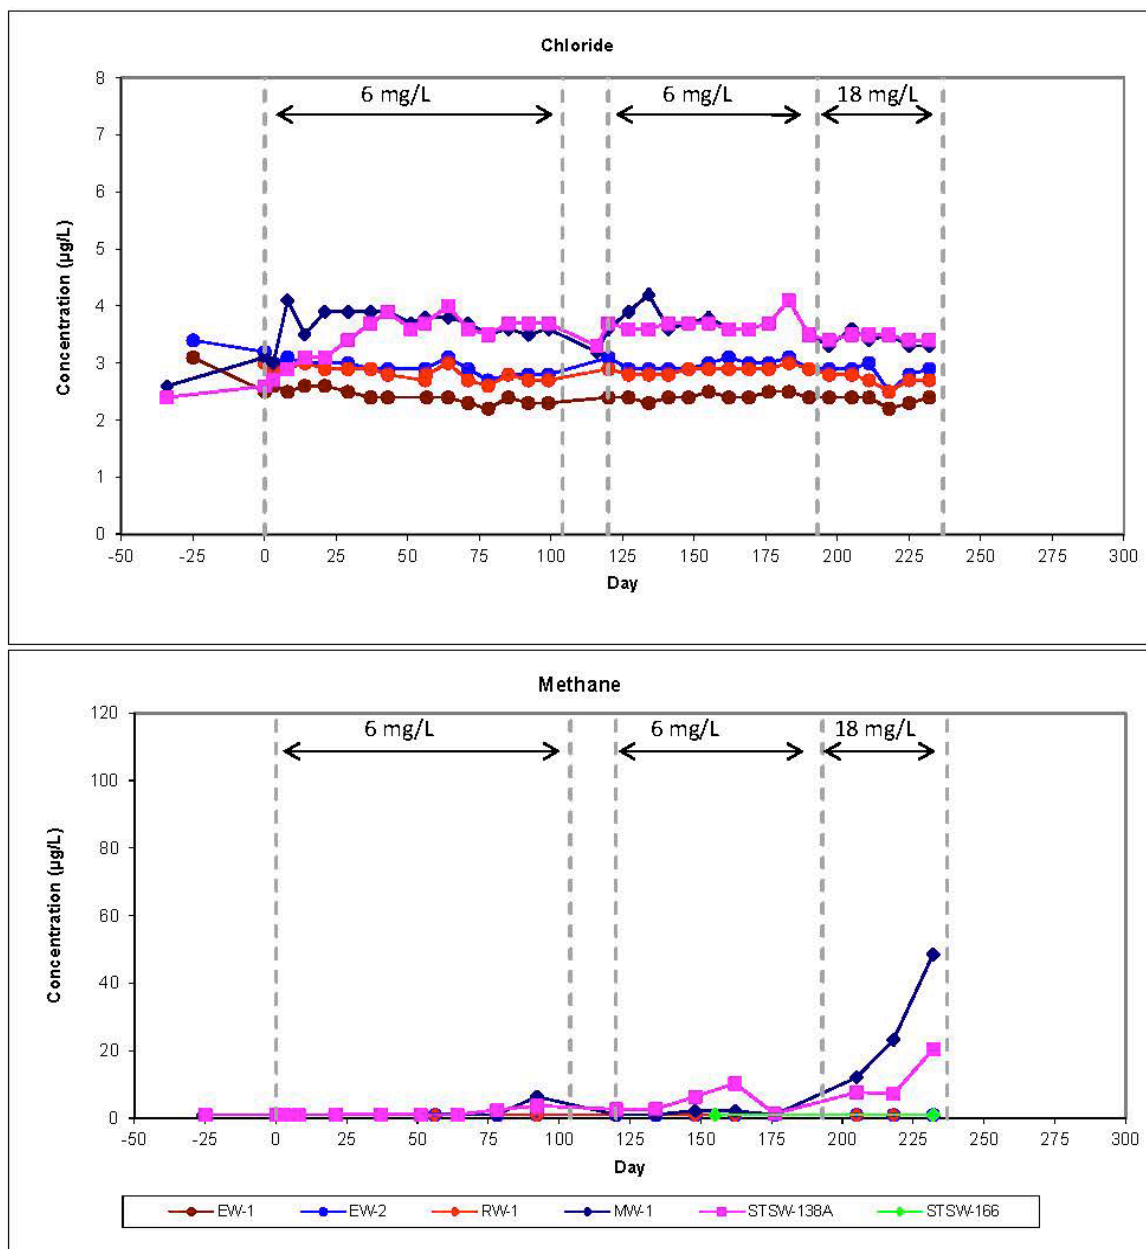 Chloride
6 mg/L 6 mg/L 18 mg/L
Concentration (µg/L)
8
7
6
5
4
3
2
1
0
-50 -25 0 25 50 75 100 125 150 175 200 225 250 275 300
Day
Methane
6 mg/L 6 mg/L 18 mg/L
Concentration (µg/L)
120
100
80
60
40
20
0
-50 -25 0 25 50 75 100 125 150 175 200 225 250 275 300
Day
EW-1 EW-2 RW-1 MW-1 STSW-138A STSW-166